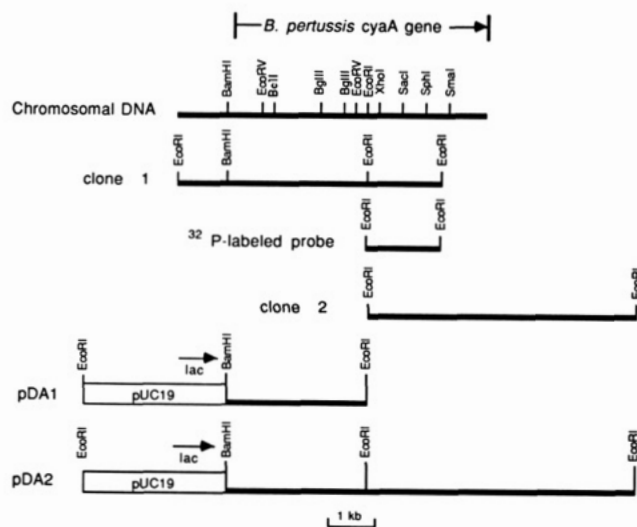 B. pertussis cyaA gene
BamHI
EcoRV
BclI
BglII
BglII
EcoRV
EcoRI
XhoI
SacI
SphI
SmaI
Chromosomal DNA
EcoRI
BamHI
EcoRI
EcoRI
clone 1
EcoRI
EcoRI
32 P-labeled probe
EcoRI
EcoRI
clone 2
EcoRI
lac
BamHI
EcoRI
pDA1
pUC19
EcoRI
lac
BamHI
EcoRI
EcoRI
pDA2
pUC19
1 kb